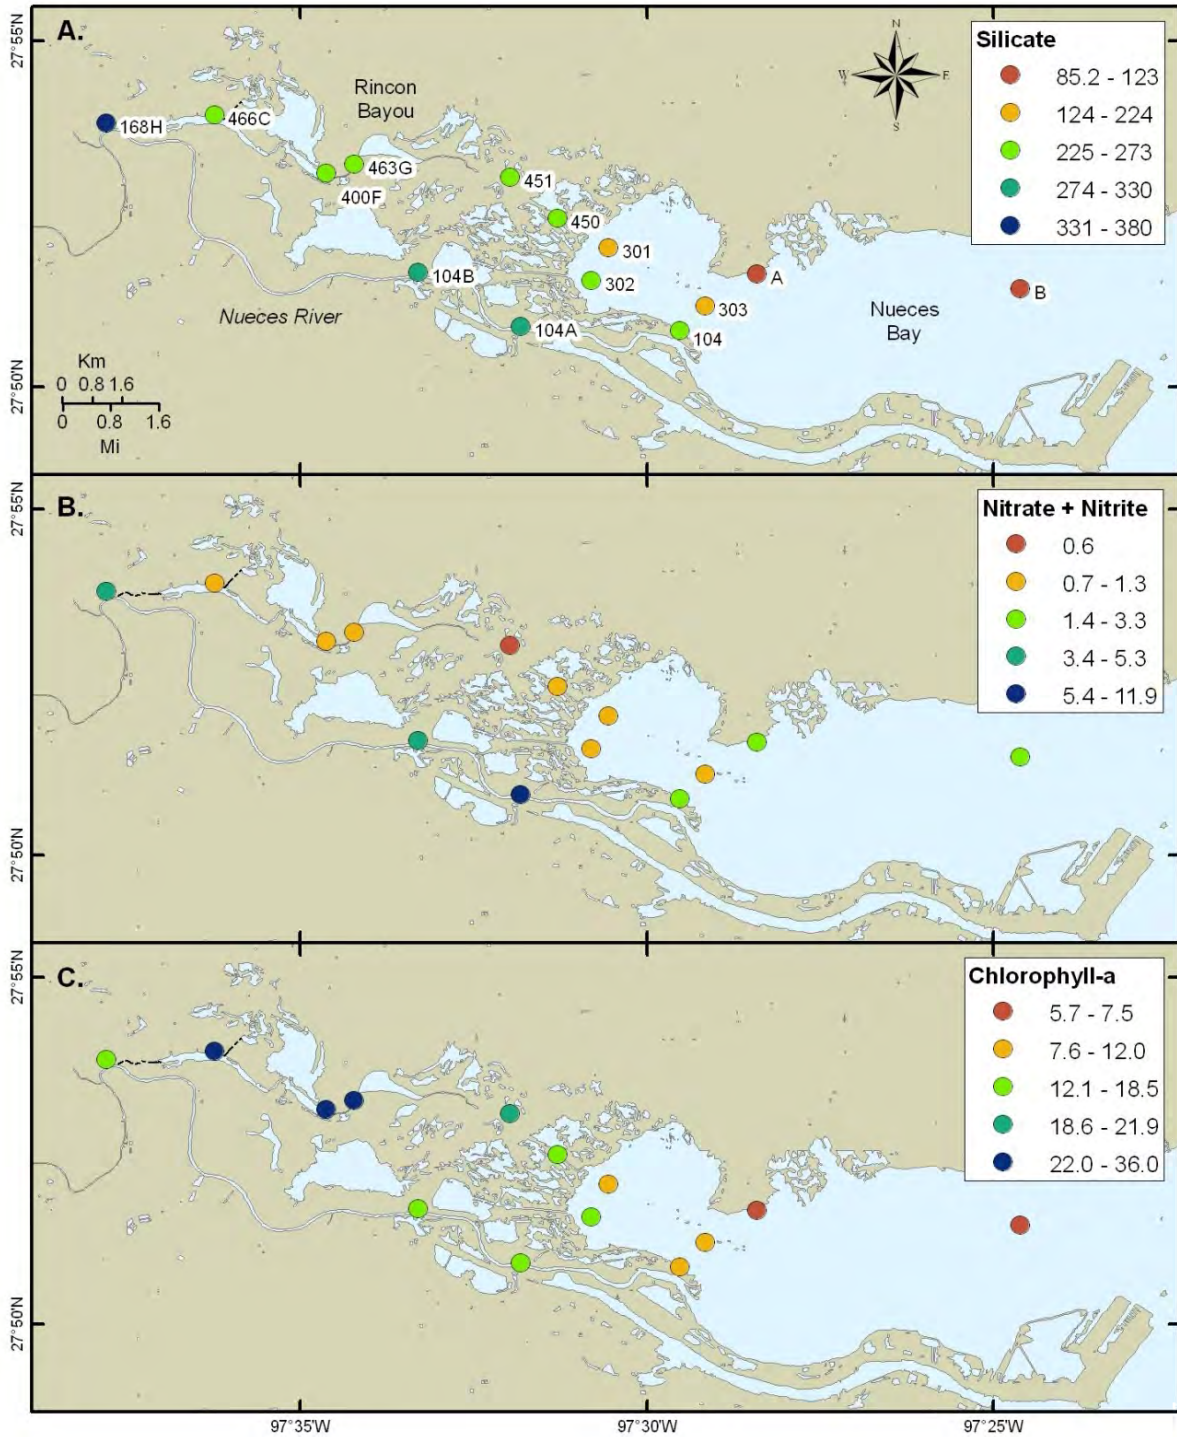 A.
N
W E
S
Silicate
85.2 - 123
124 - 224
225 - 273
274 - 330
331 - 380
Rincon
Bayou
168H
466C
463G
400F
451
450
301
302
104B
A
B
303
104A
104
Nueces River
Nueces
Bay
Km
0 0.8 1.6
0 0.8 1.6
Mi
27°55'N
27°50'N
B.
Nitrate + Nitrite
0.6
0.7 - 1.3
1.4 - 3.3
3.4 - 5.3
5.4 - 11.9
27°55'N
27°50'N
C.
Chlorophyll-a
5.7 - 7.5
7.6 - 12.0
12.1 - 18.5
18.6 - 21.9
22.0 - 36.0
27°55'N
27°50'N
97°35'W 97°30'W 97°25'W